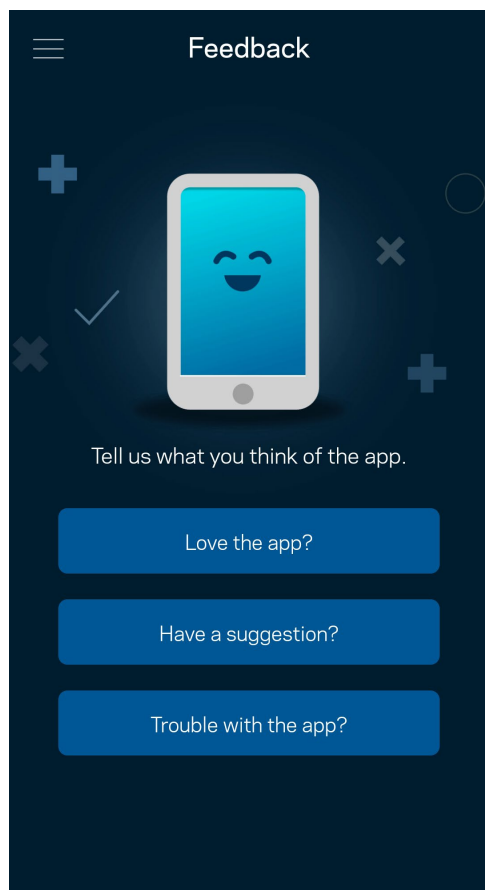 Feedback
Tell us what you think of the app.
Love the app?
Have a suggestion?
Trouble with the app?